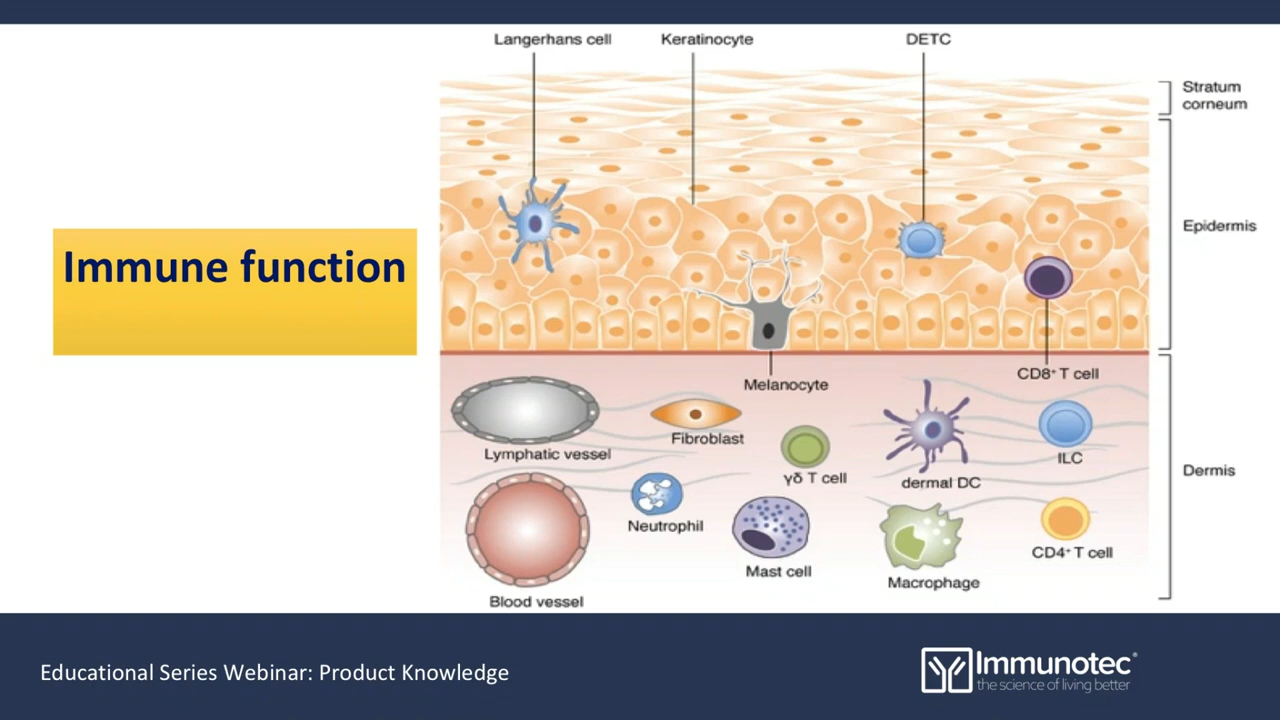 Langerhans cell
Keratinocyte
DETC
Stratum
corneum
Epidermis
Immune function
CD8⁺ T cell
Melanocyte
Fibroblast
Lymphatic vessel
ILC
Dermis
γδ T cell
dermal DC
Neutrophil
CD4⁺ T cell
Mast cell
Macrophage
Blood vessel
Educational Series Webinar: Product Knowledge
Immunotec®
the science of living better